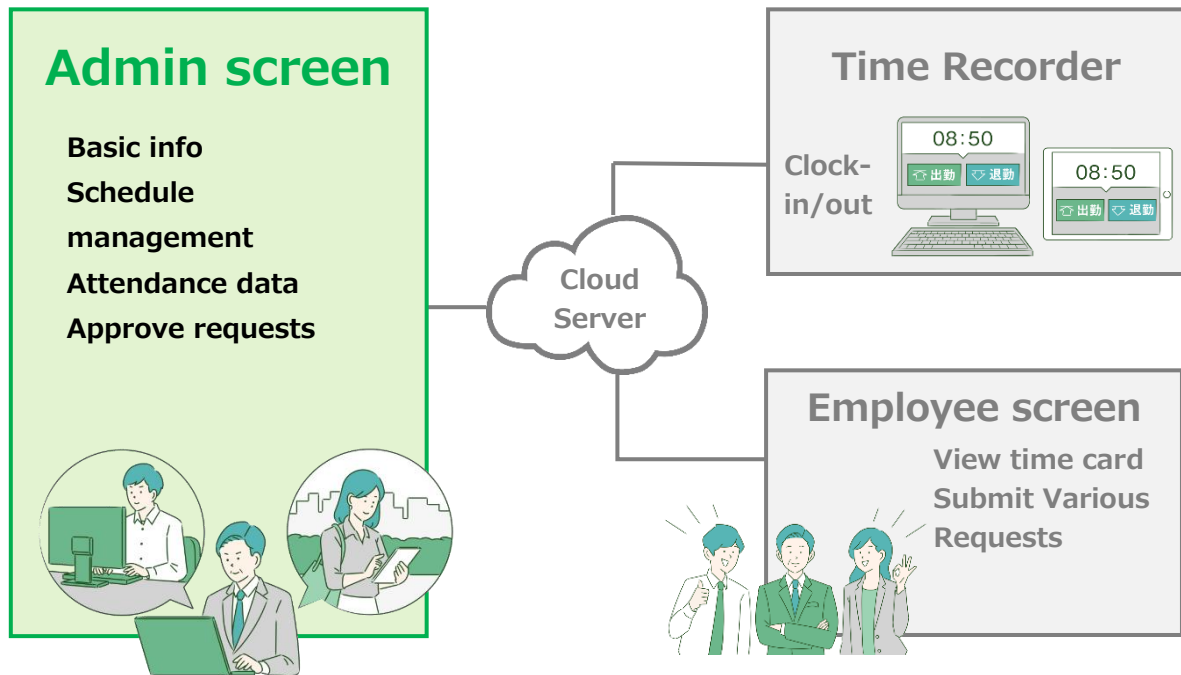 Admin screen
Basic info
Schedule
management
Attendance data
Approve requests
Cloud
Server
Time Recorder
Clock-
in/out
08:50
出勤 退勤
08:50
出勤 退勤
Employee screen
View time card
Submit Various
Requests